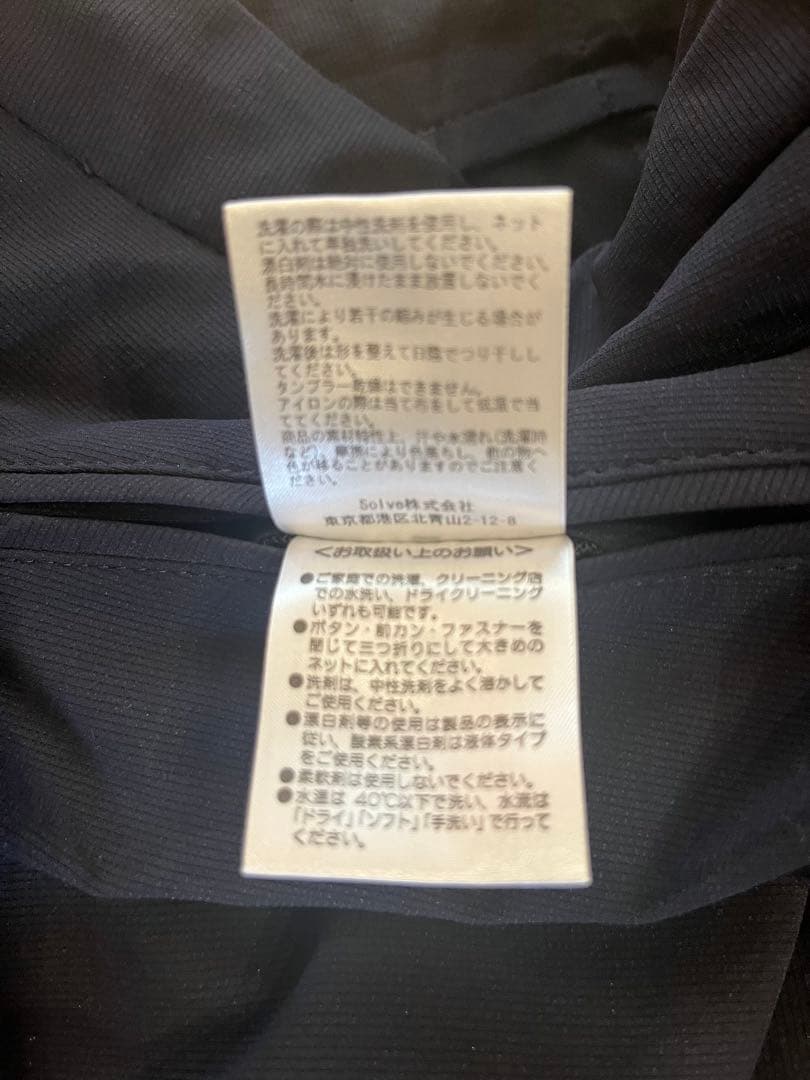 洗濯の際は中性洗剤を使用し、ネット
に入れて単独洗いしてください。
漂白剤は絶対に使用しないでください。
長時間水に浸けたまま放置しないでく
ださい。
洗濯により若干の縮みが生じる場合が
あります。
洗濯後は形を整えて日陰でつり干しし
てください。
タンブラー乾燥はできません。
アイロンの際は当て布をして低温で当
ててください。
商品の素材特性上、汗や水濡れ(洗濯時
など)、摩擦により色落ちし、他の物へ
色が移ることがありますのでご注意く
ださい。
Solvo株式会社
東京都港区北青山2-12-8
<お取扱い上のお願い>
●ご家庭での洗濯、クリーニング店
での水洗い、ドライクリーニング
いずれも可能です。
●ボタン・前カン・ファスナーを
閉じて三つ折りにして大きめの
ネットに入れてください。
●洗剤は、中性洗剤をよく溶かして
ご使用ください。
●漂白剤等の使用は製品の表示に
従い、酸素系漂白剤は液体タイプ
をご使用ください。
●柔軟剤は使用しないでください。
●水温は 40℃以下で洗い、水流は
「ドライ」「ソフト」「手洗い」で行って
ください。